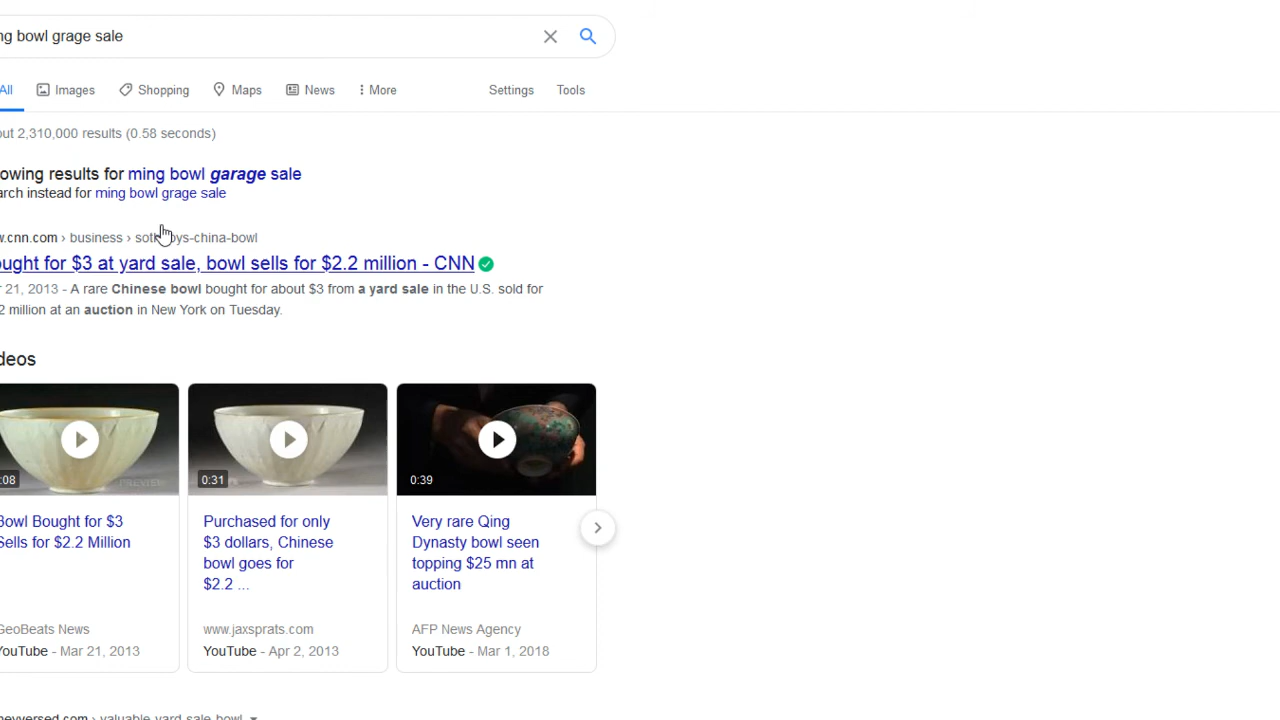 ng bowl grage sale
All Images Shopping Maps News More Settings Tools
out 2,310,000 results (0.58 seconds)
owing results for ming bowl garage sale
arch instead for ming bowl grage sale
w.cnn.com › business › sothebys-china-bowl
ought for $3 at yard sale, bowl sells for $2.2 million - CNN
r 21, 2013 - A rare Chinese bowl bought for about $3 from a yard sale in the U.S. sold for
2 million at an auction in New York on Tuesday.
deos
:08
PREVIEW
0:31
0:39
Bowl Bought for $3
Sells for $2.2 Million
GeoBeats News
YouTube - Mar 21, 2013
Purchased for only
$3 dollars, Chinese
bowl goes for
$2.2 ...
www.jaxsprats.com
YouTube - Apr 2, 2013
Very rare Qing
Dynasty bowl seen
topping $25 mn at
auction
AFP News Agency
YouTube - Mar 1, 2018
neyversed.com › valuable-yard-sale-bowl